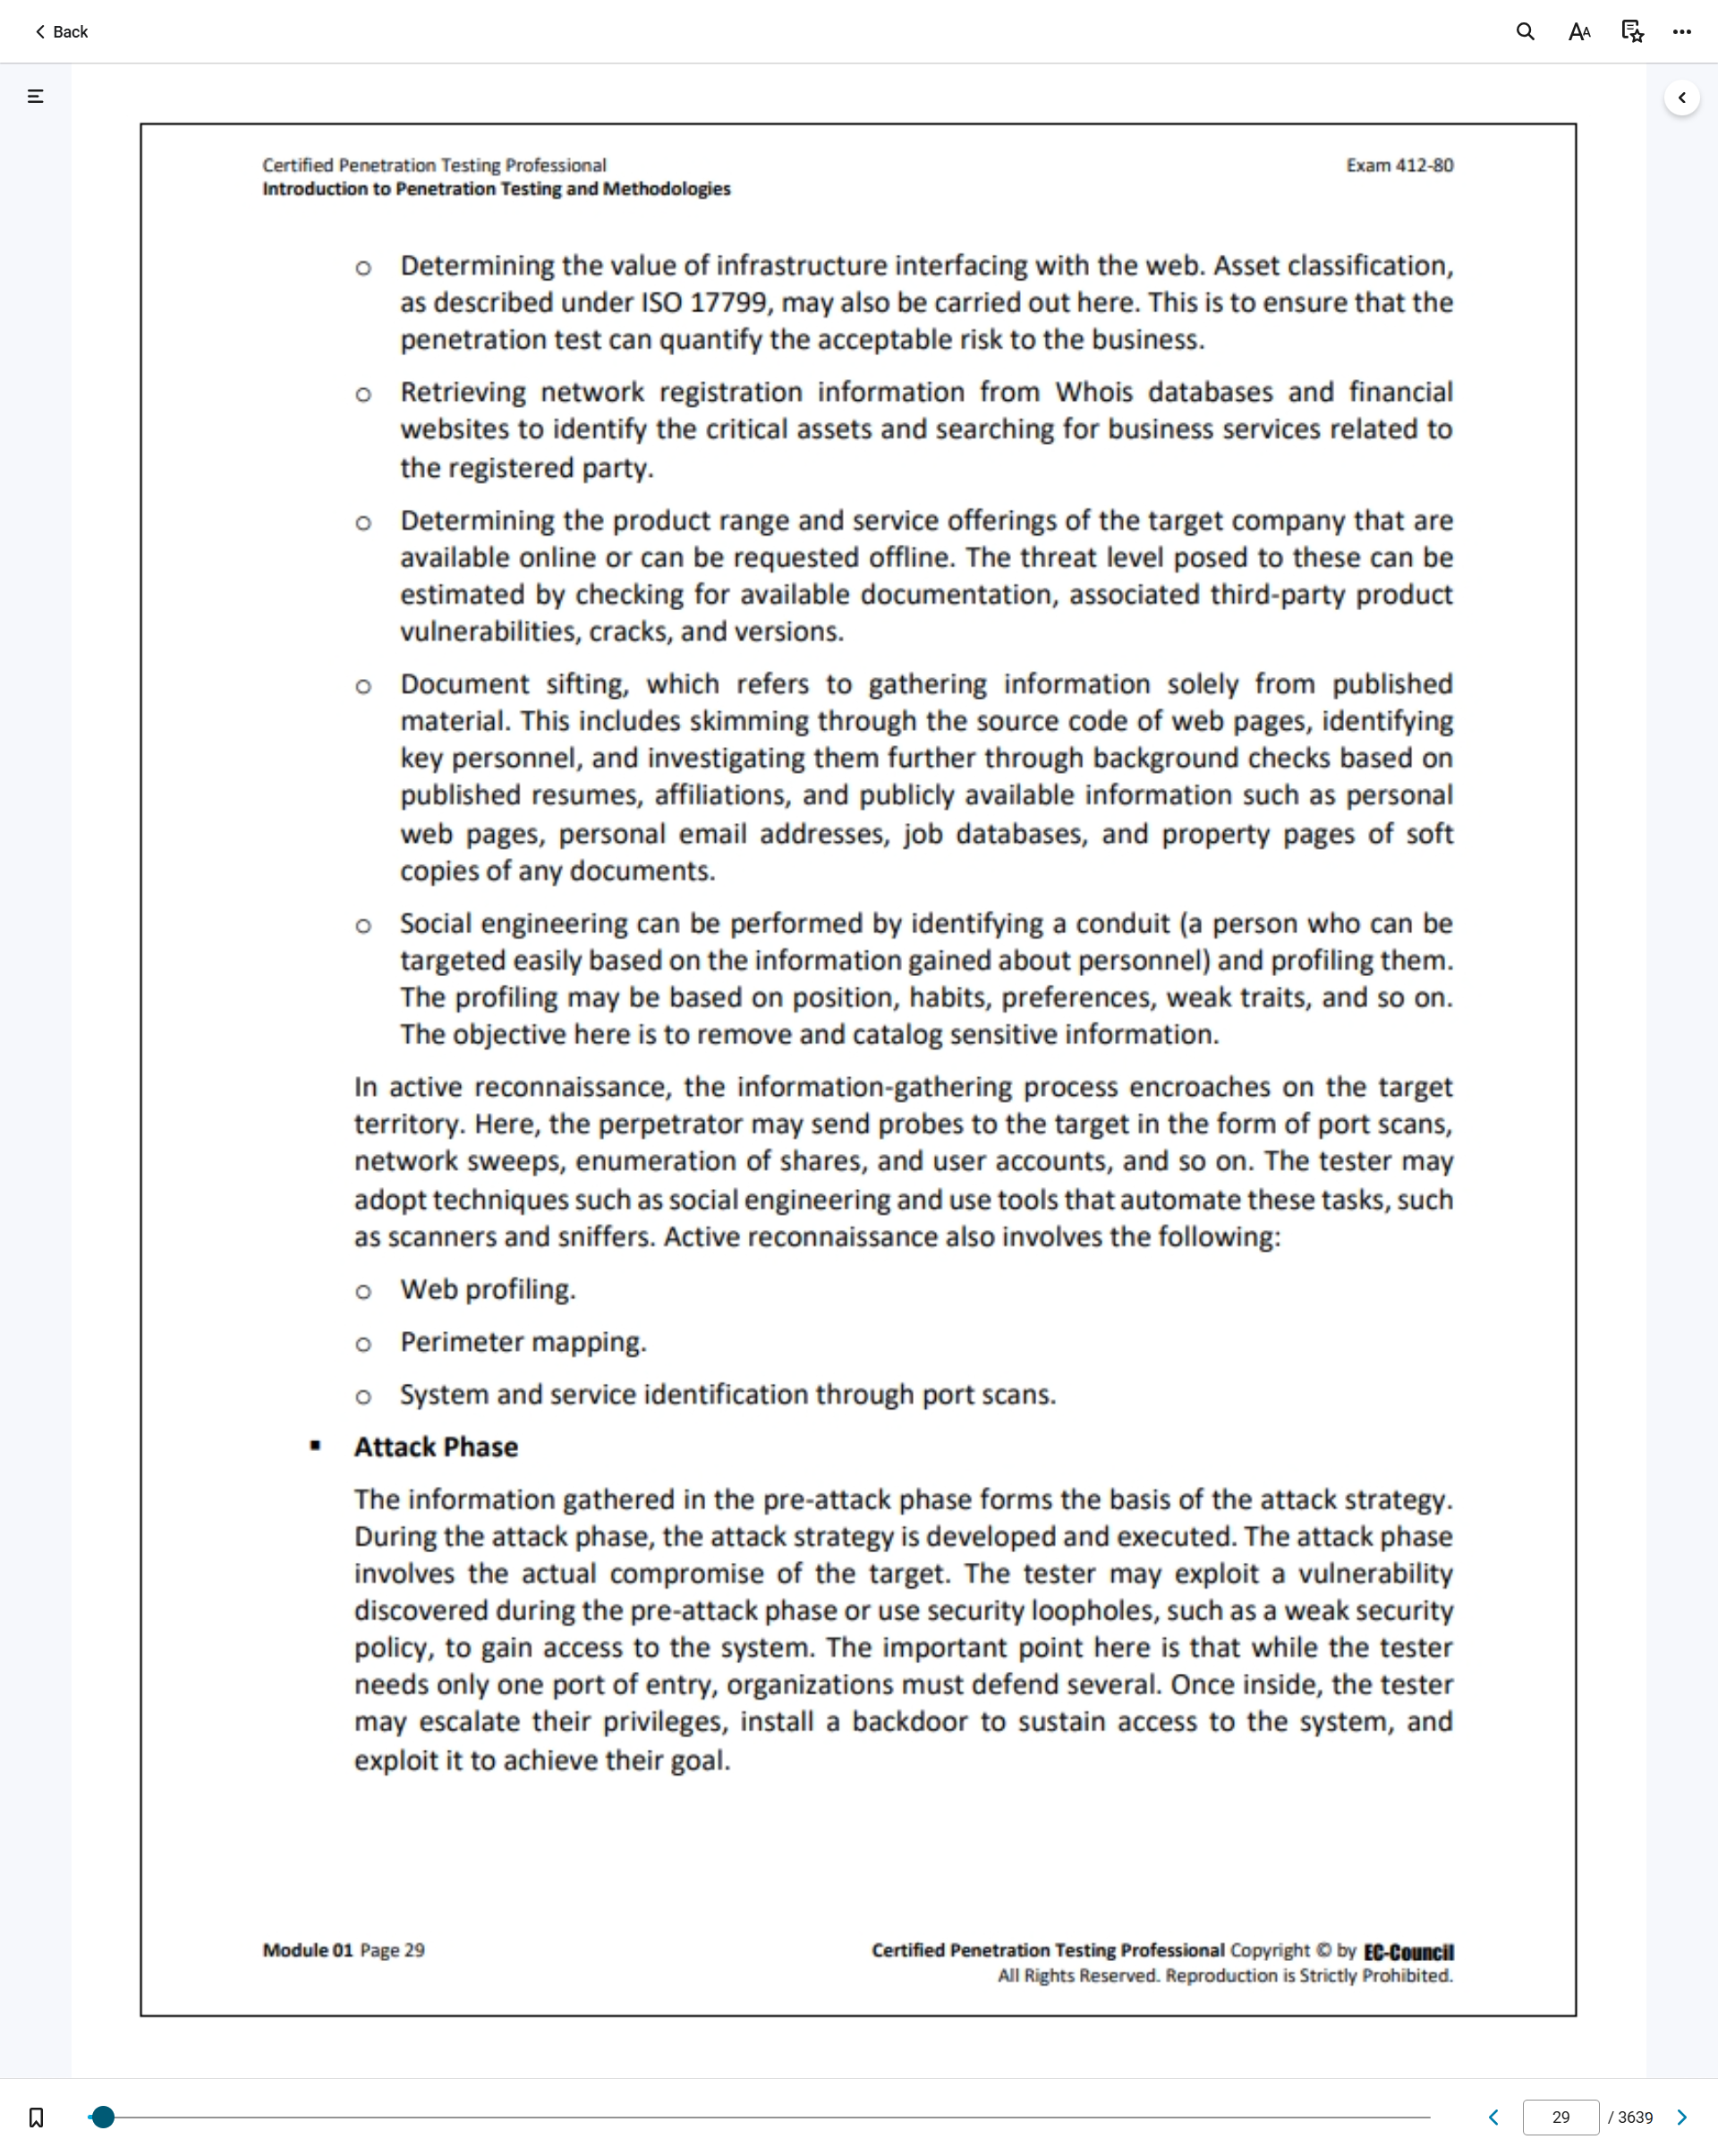 Back
Certified Penetration Testing Professional Exam 412-80
Introduction to Penetration Testing and Methodologies
o Determining the value of infrastructure interfacing with the web. Asset classification,
as described under ISO 17799, may also be carried out here. This is to ensure that the
penetration test can quantify the acceptable risk to the business.
o Retrieving network registration information from Whois databases and financial
websites to identify the critical assets and searching for business services related to
the registered party.
o Determining the product range and service offerings of the target company that are
available online or can be requested offline. The threat level posed to these can be
estimated by checking for available documentation, associated third-party product
vulnerabilities, cracks, and versions.
o Document sifting, which refers to gathering information solely from published
material. This includes skimming through the source code of web pages, identifying
key personnel, and investigating them further through background checks based on
published resumes, affiliations, and publicly available information such as personal
web pages, personal email addresses, job databases, and property pages of soft
copies of any documents.
o Social engineering can be performed by identifying a conduit (a person who can be
targeted easily based on the information gained about personnel) and profiling them.
The profiling may be based on position, habits, preferences, weak traits, and so on.
The objective here is to remove and catalog sensitive information.
In active reconnaissance, the information-gathering process encroaches on the target
territory. Here, the perpetrator may send probes to the target in the form of port scans,
network sweeps, enumeration of shares, and user accounts, and so on. The tester may
adopt techniques such as social engineering and use tools that automate these tasks, such
as scanners and sniffers. Active reconnaissance also involves the following:
o Web profiling.
o Perimeter mapping.
o System and service identification through port scans.
▪ Attack Phase
The information gathered in the pre-attack phase forms the basis of the attack strategy.
During the attack phase, the attack strategy is developed and executed. The attack phase
involves the actual compromise of the target. The tester may exploit a vulnerability
discovered during the pre-attack phase or use security loopholes, such as a weak security
policy, to gain access to the system. The important point here is that while the tester
needs only one port of entry, organizations must defend several. Once inside, the tester
may escalate their privileges, install a backdoor to sustain access to the system, and
exploit it to achieve their goal.
Module 01 Page 29 Certified Penetration Testing Professional Copyright © by EC-Council
All Rights Reserved. Reproduction is Strictly Prohibited.
29 / 3639